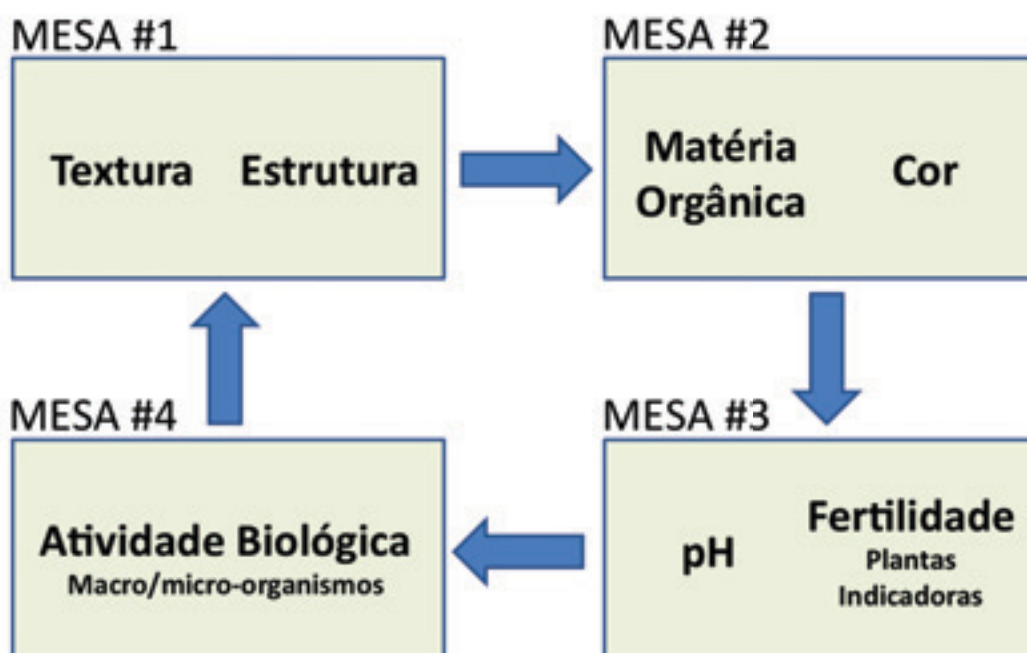 MESA #1
Textura Estrutura
MESA #2
Matéria
Orgânica
Cor
MESA #4
Atividade Biológica
Macro/micro-organismos
MESA #3
pH
Fertilidade
Plantas
Indicadoras